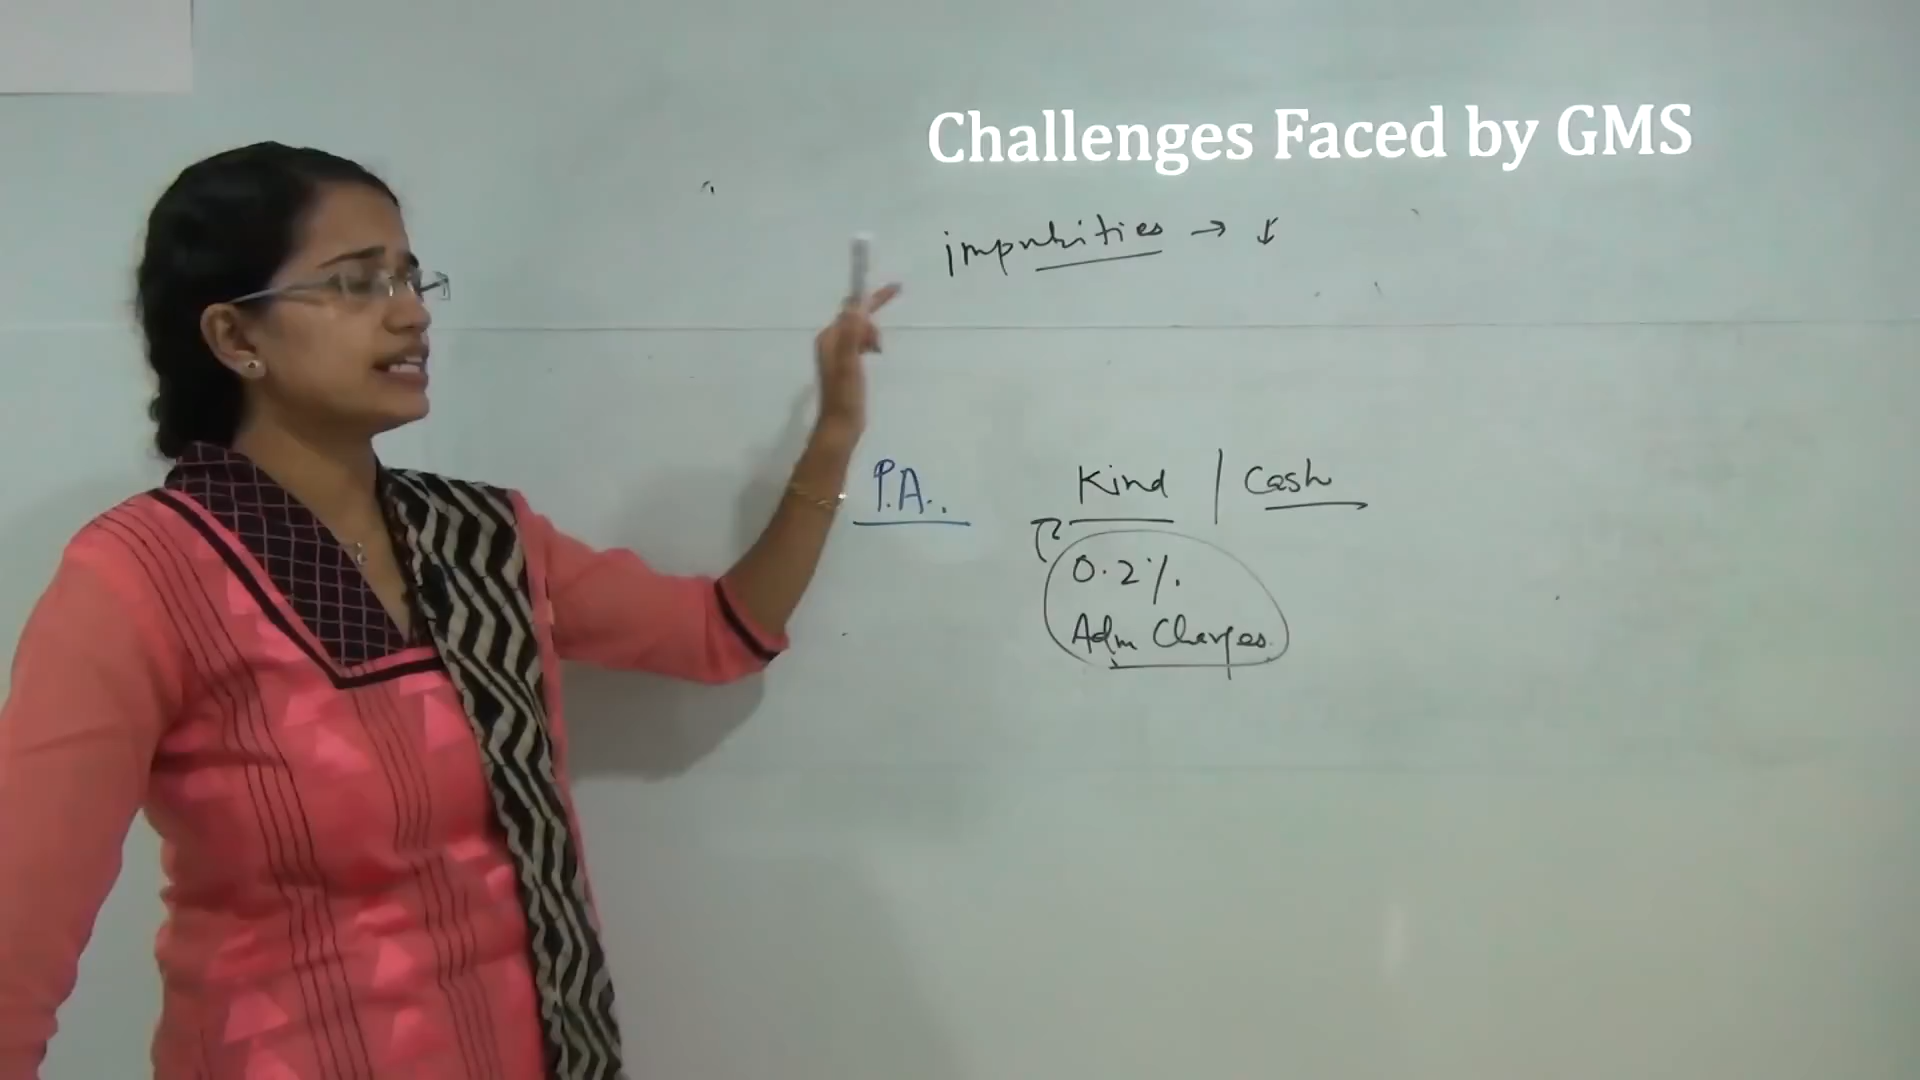 Challenges Faced by GMS
impurities → ↓
P.A. Kind | Cash
0.2%.
Adm Charges.